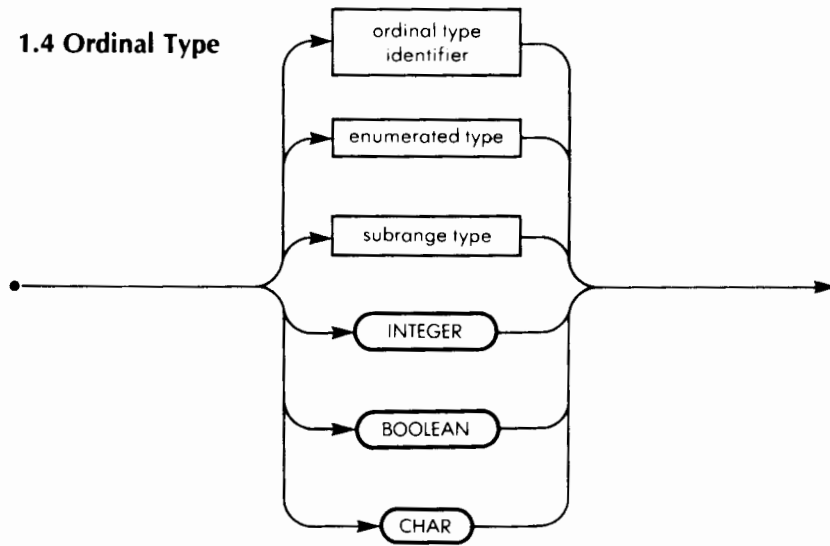 1.4 Ordinal Type
ordinal type
identifier
enumerated type
subrange type
INTEGER
BOOLEAN
CHAR